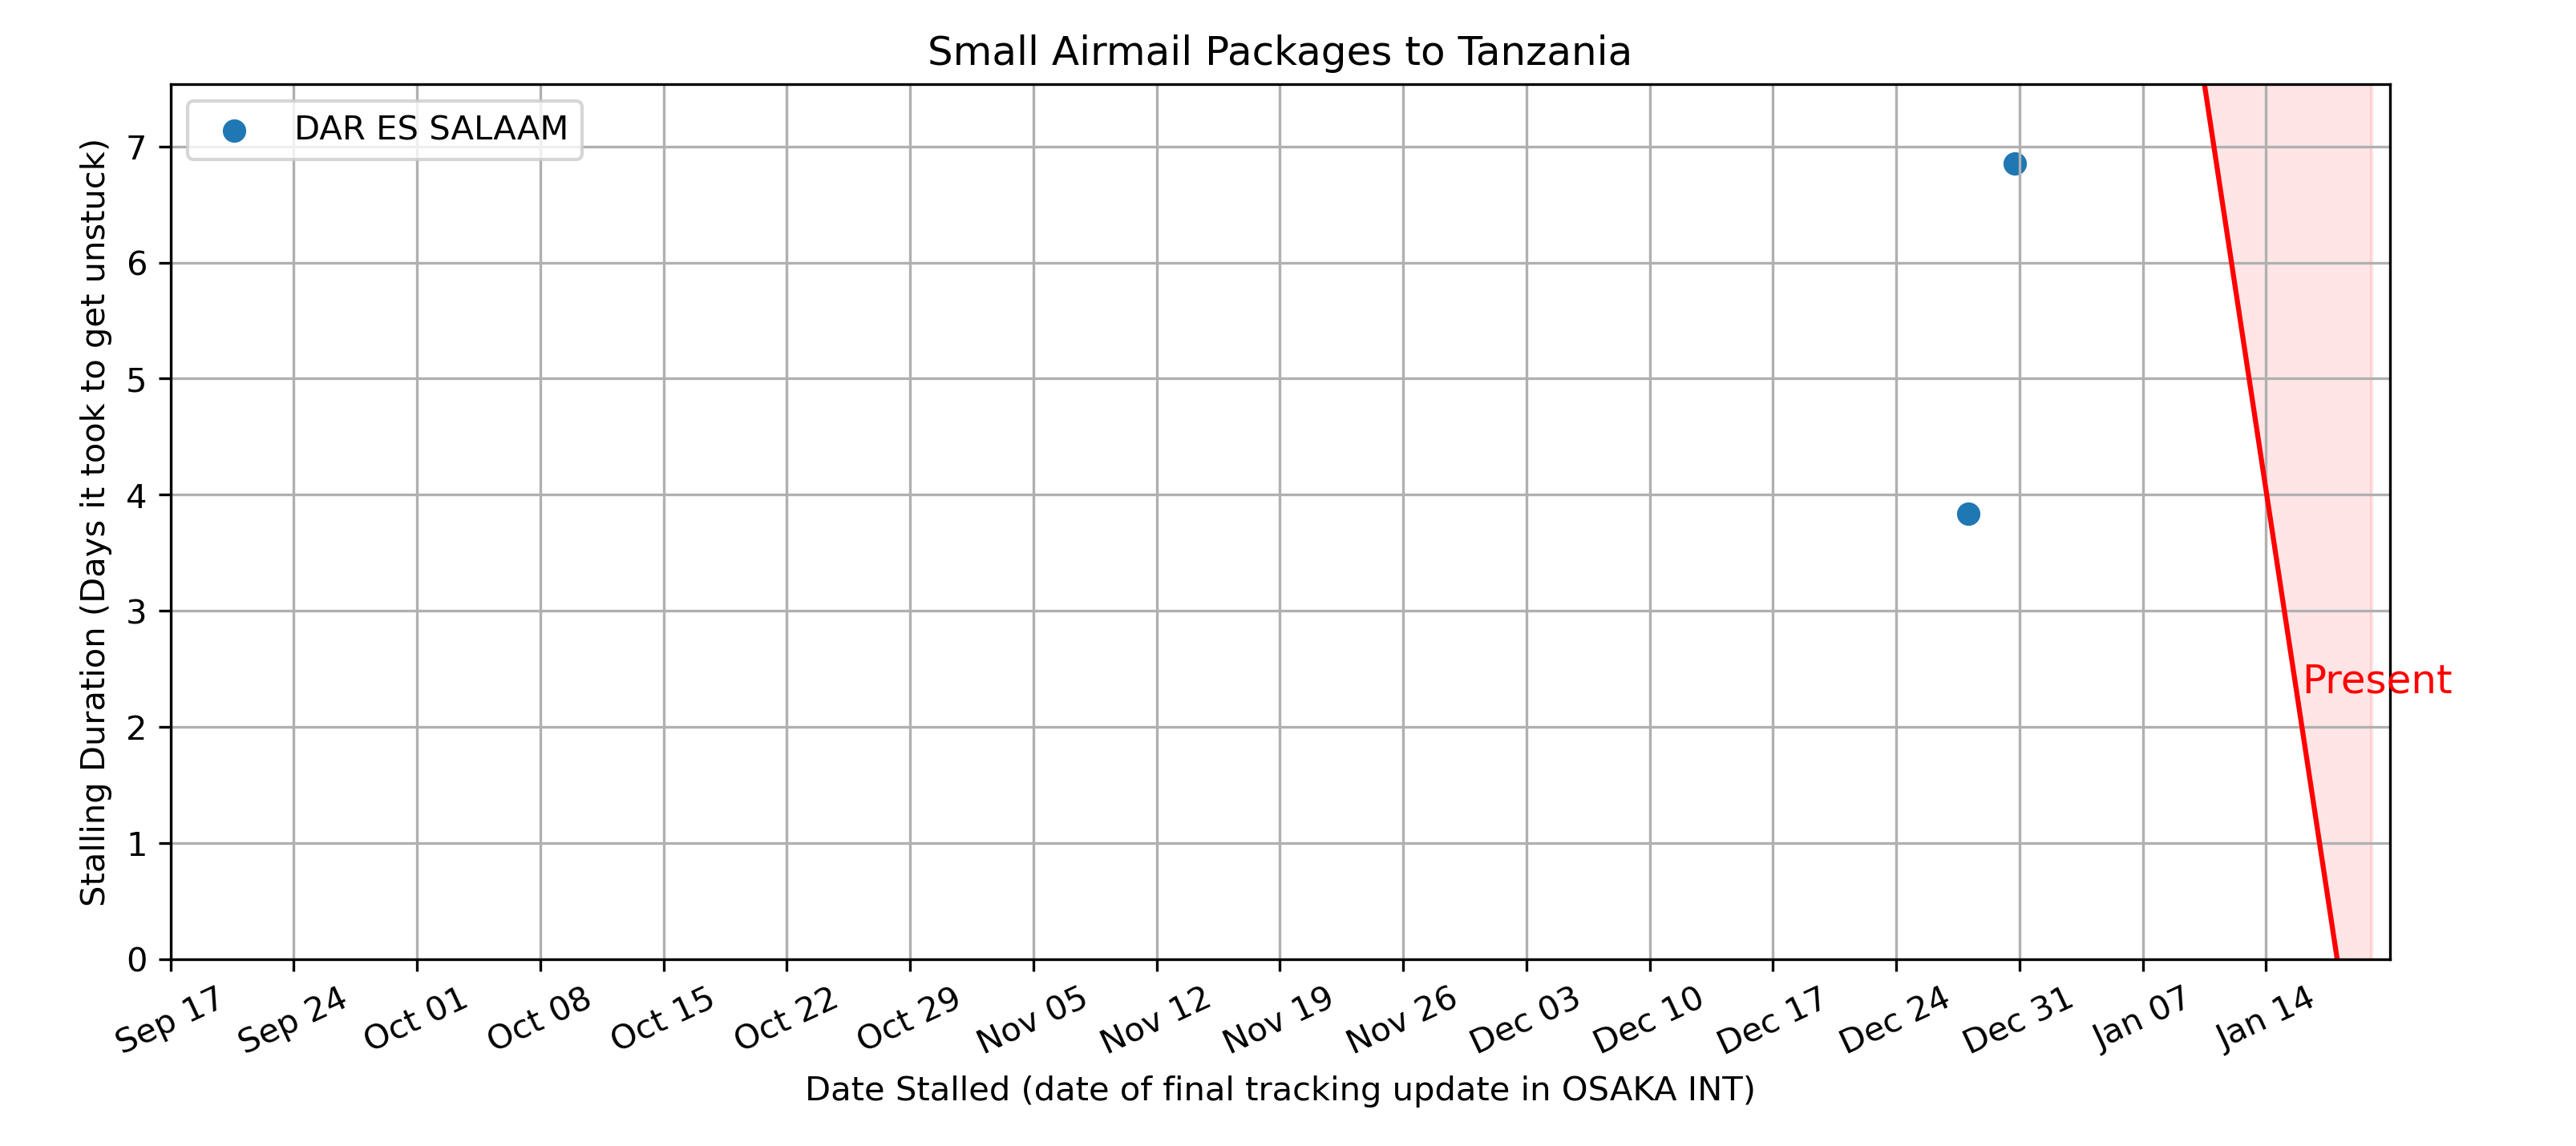 Small Airmail Packages to Tanzania
DAR ES SALAAM
Stalling Duration (Days it took to get unstuck)
7
6
5
4
3
2
1
0
Present
Sep 17
Sep 24
Oct 01
Oct 08
Oct 15
Oct 22
Oct 29
Nov 05
Nov 12
Nov 19
Nov 26
Dec 03
Dec 10
Dec 17
Dec 24
Dec 31
Jan 07
Jan 14
Date Stalled (date of final tracking update in OSAKA INT)